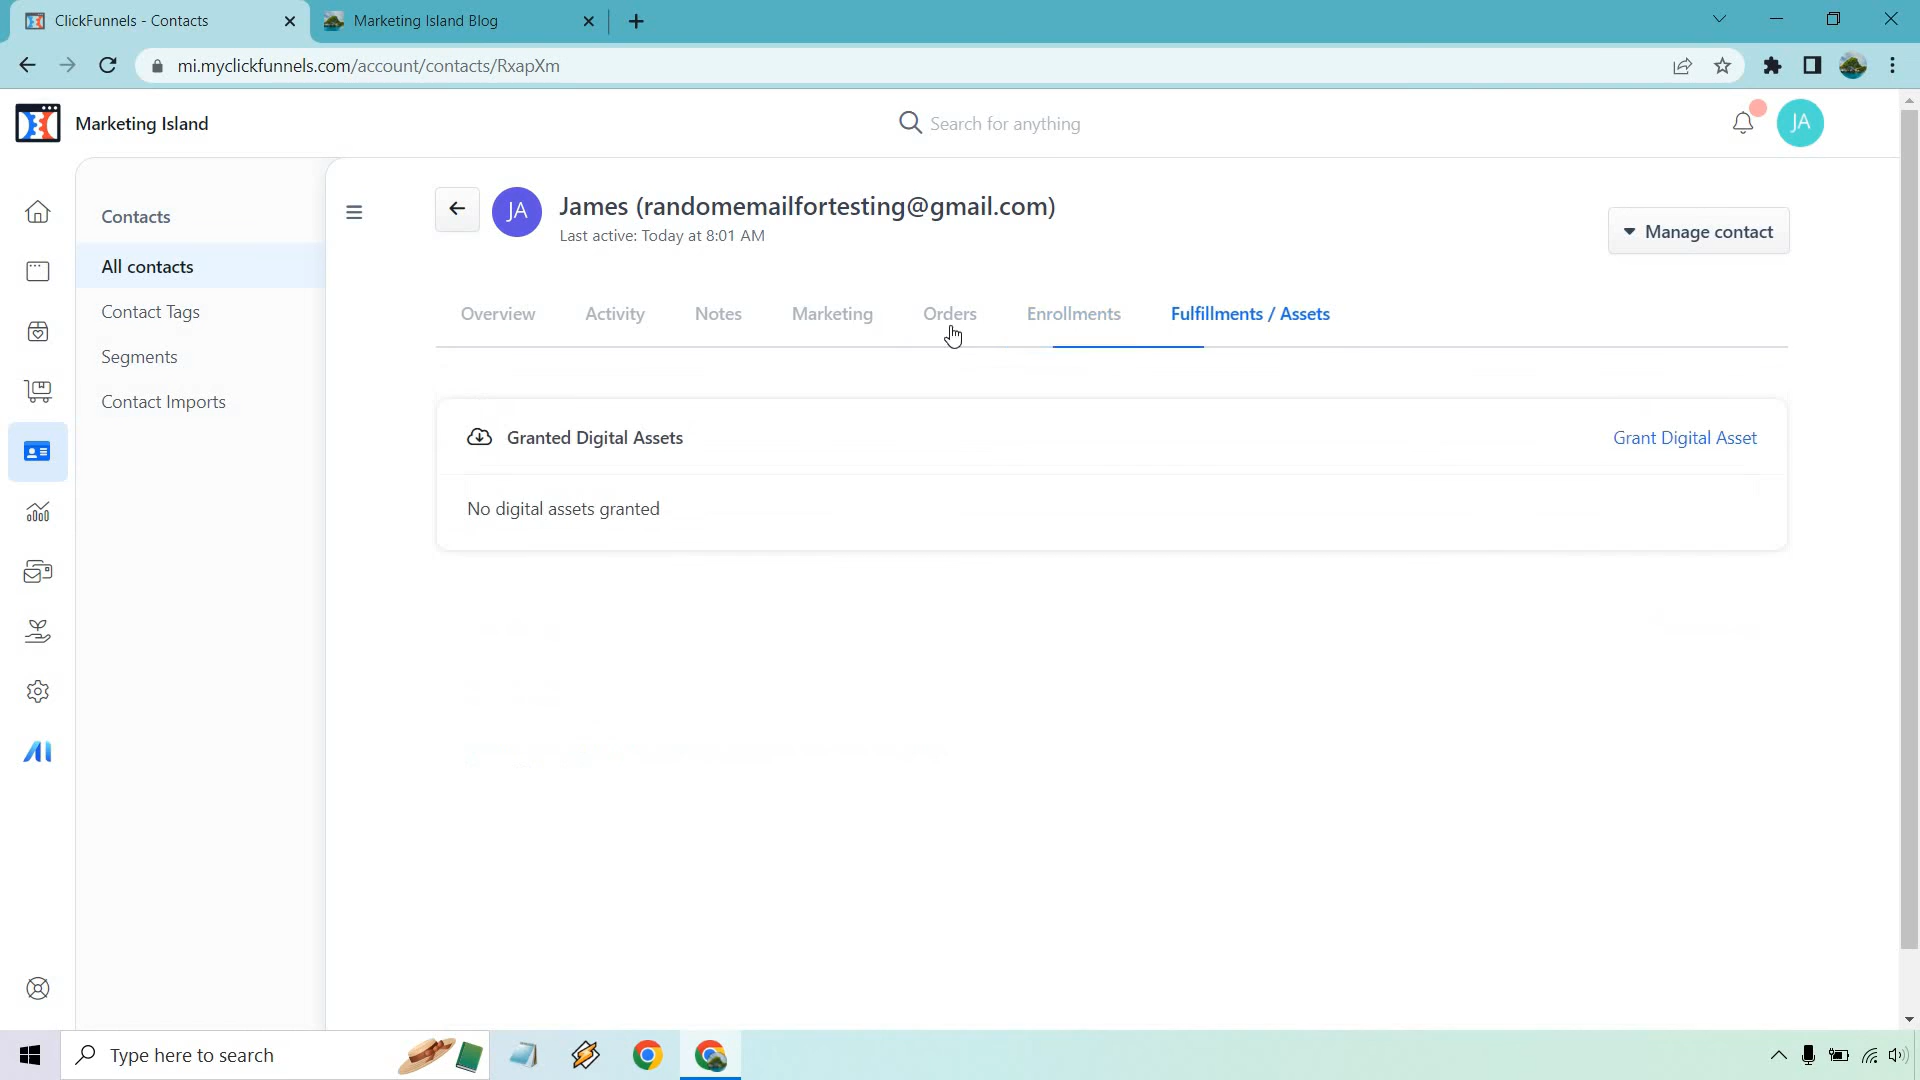 ClickFunnels - Contacts
Marketing Island Blog
mi.myclickfunnels.com/account/contacts/RxapXm
Marketing Island
Search for anything
JA
Contacts
All contacts
Contact Tags
Segments
Contact Imports
JA
James (randomemailfortesting@gmail.com)
Last active: Today at 8:01 AM
Manage contact
Overview
Activity
Notes
Marketing
Orders
Enrollments
Fulfillments / Assets
Granted Digital Assets
Grant Digital Asset
No digital assets granted
Type here to search